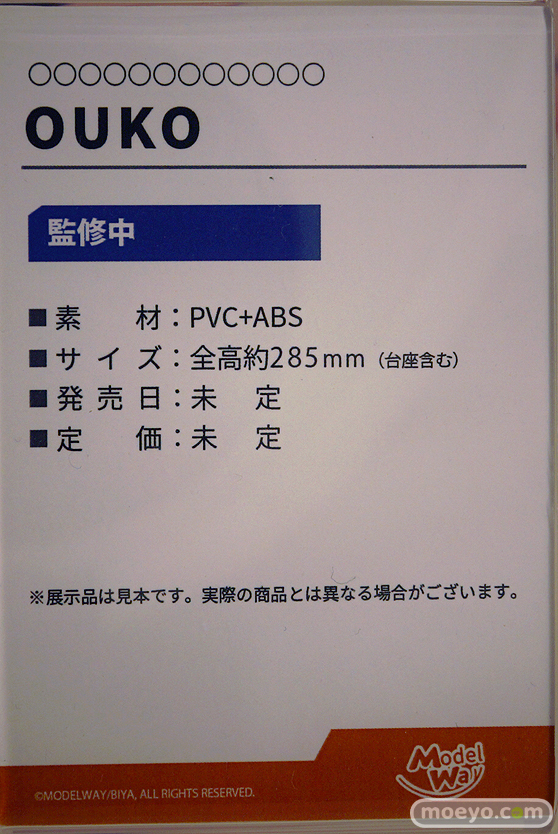 ○○○○○○○○○○○○
OUKO
監修中
■素　材：PVC+ABS
■サイズ：全高約285mm（台座含む）
■発売日：未　定
■定　価：未　定
※展示品は見本です。実際の商品とは異なる場合がございます。
Model
Way
©MODELWAY/BIYA, ALL RIGHTS RESERVED.
moeyo.com